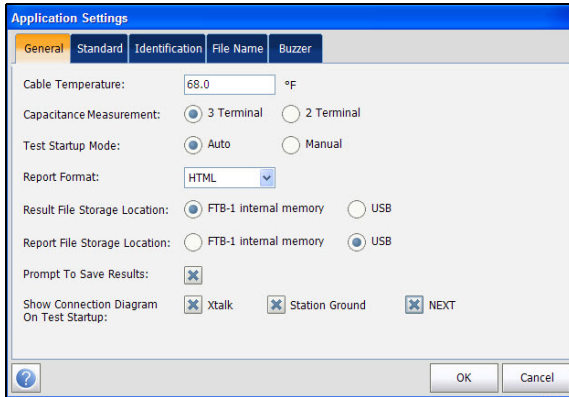 Application Settings
General Standard Identification File Name Buzzer
Cable Temperature: 68.0 °F
Capacitance Measurement: 3 Terminal 2 Terminal
Test Startup Mode: Auto Manual
Report Format: HTML
Result File Storage Location: FTB-1 internal memory USB
Report File Storage Location: FTB-1 internal memory USB
Prompt To Save Results:
Show Connection Diagram
On Test Startup: Xtalk Station Ground NEXT
? OK Cancel